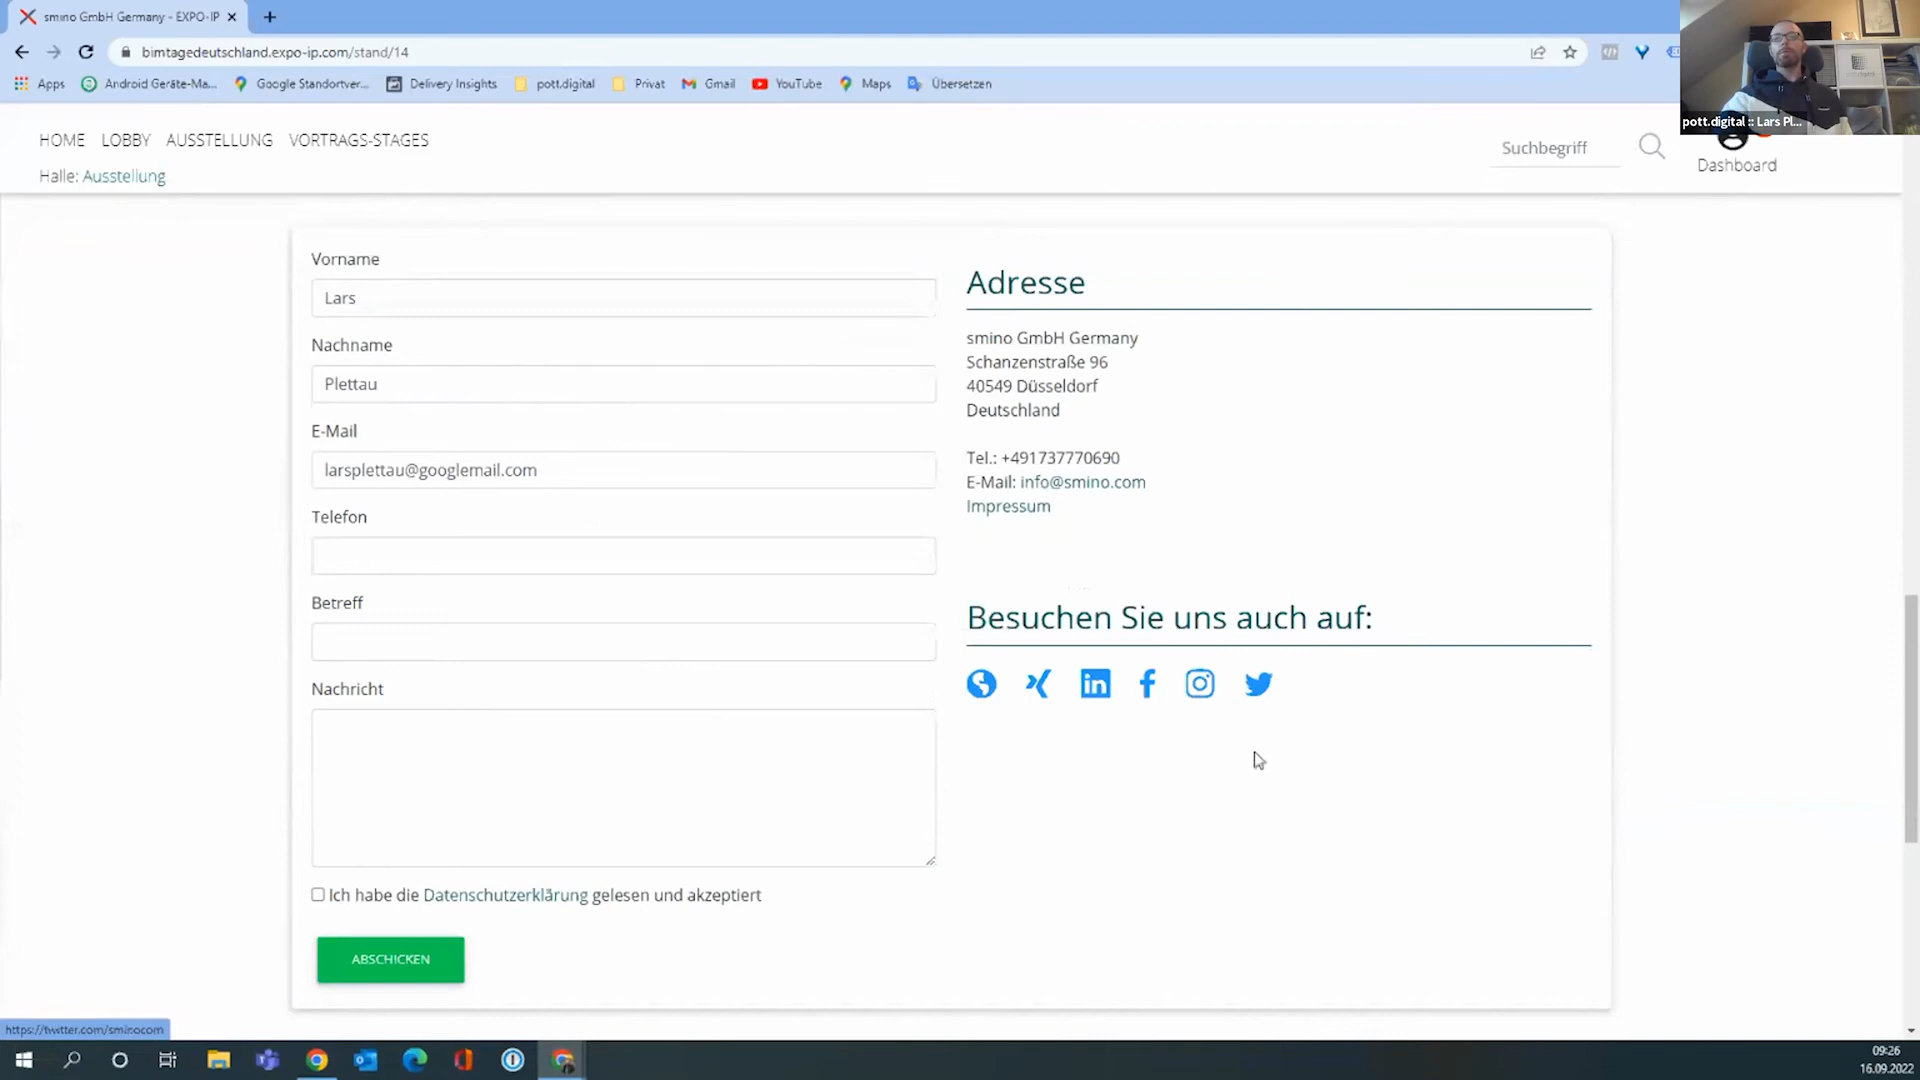 smino GmbH Germany - EXPO-IP
bimtagedeutschland.expo-ip.com/stand/14
Apps
Android Geräte-Ma...
Google Standortver...
Delivery Insights
pott.digital
Privat
Gmail
YouTube
Maps
Übersetzen
pott.digital :: Lars Pl...
HOME LOBBY AUSSTELLUNG VORTRAGS-STAGES
Halle: Ausstellung
Suchbegriff
Dashboard
Vorname
Lars
Nachname
Plettau
E-Mail
larsplettau@googlemail.com
Telefon
Betreff
Nachricht
Ich habe die Datenschutzerklärung gelesen und akzeptiert
ABSCHICKEN
Adresse
smino GmbH Germany
Schanzenstraße 96
40549 Düsseldorf
Deutschland
Tel.: +491737770690
E-Mail: info@smino.com
Impressum
Besuchen Sie uns auch auf:
https://twitter.com/sminocom
09:26
16.09.2022